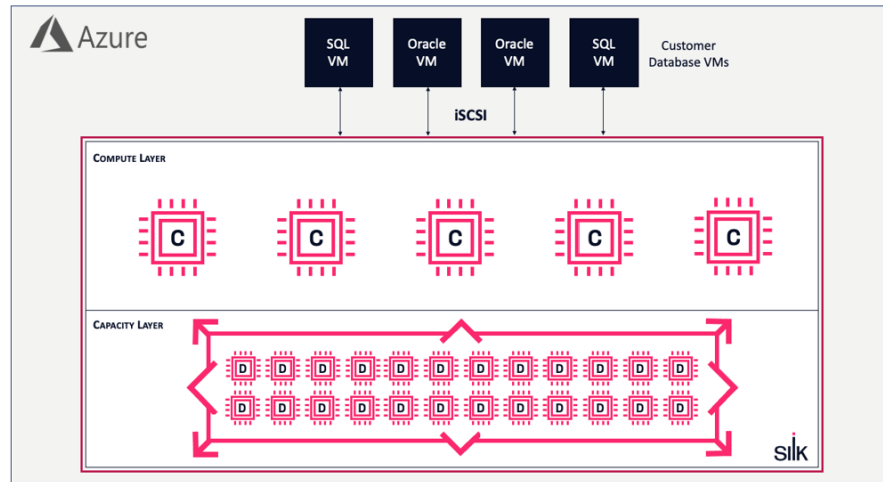 Azure
SQL
VM
Oracle
VM
Oracle
VM
SQL
VM
Customer
Database VMs
iSCSI
COMPUTE LAYER
C C C C C
CAPACITY LAYER
D D D D D D D D D D D D
D D D D D D D D D D D D
SilK